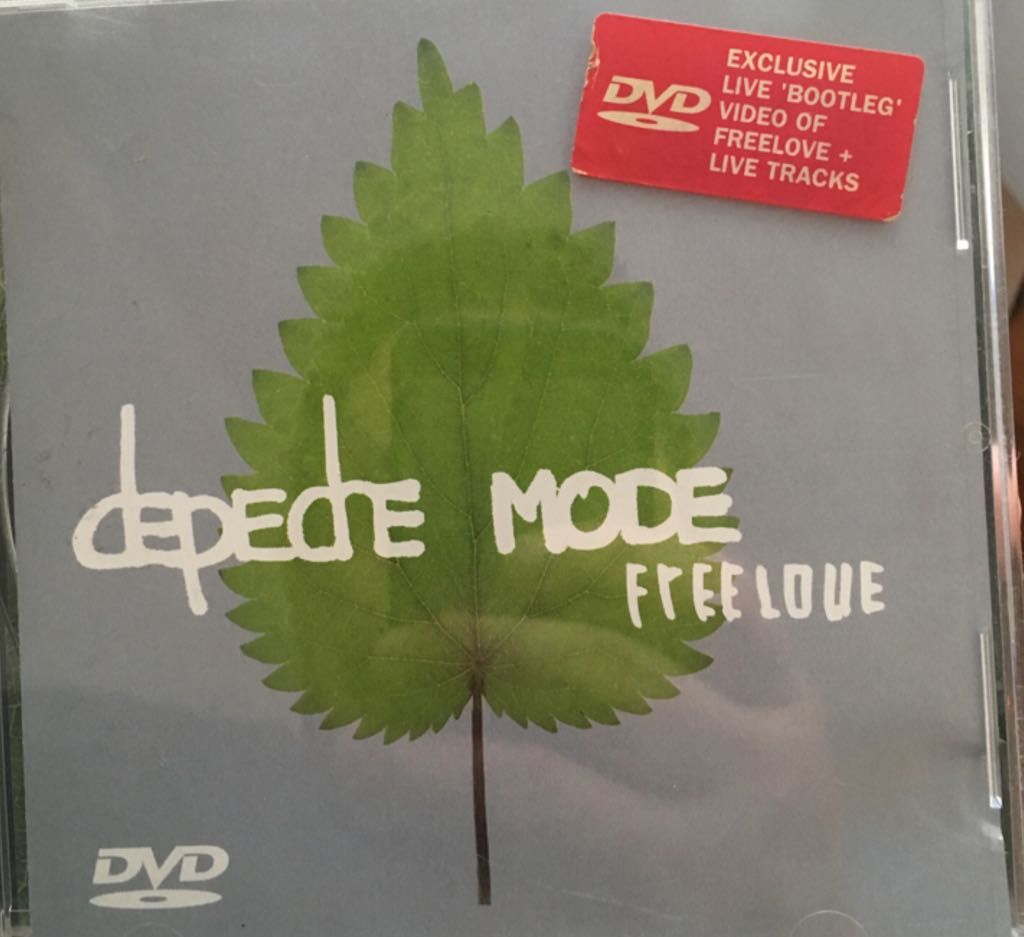 DVD
EXCLUSIVE
LIVE 'BOOTLEG'
VIDEO OF
FREELOVE +
LIVE TRACKS
depeche MODE
FREELOVE
DVD